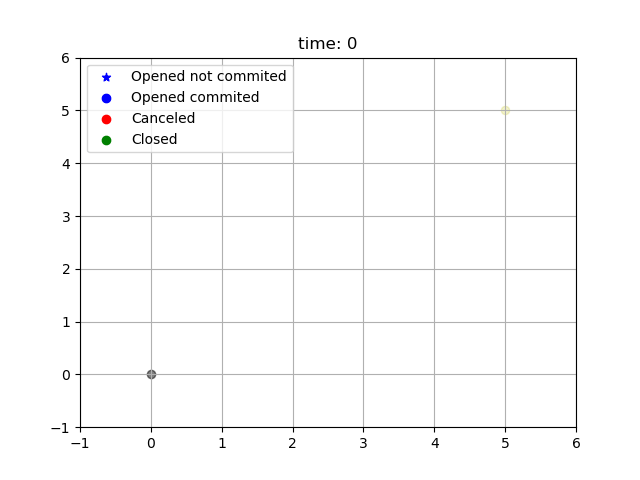 time: 0
6
5
4
3
2
1
0
−1
Opened not commited
Opened commited
Canceled
Closed
−1 0 1 2 3 4 5 6